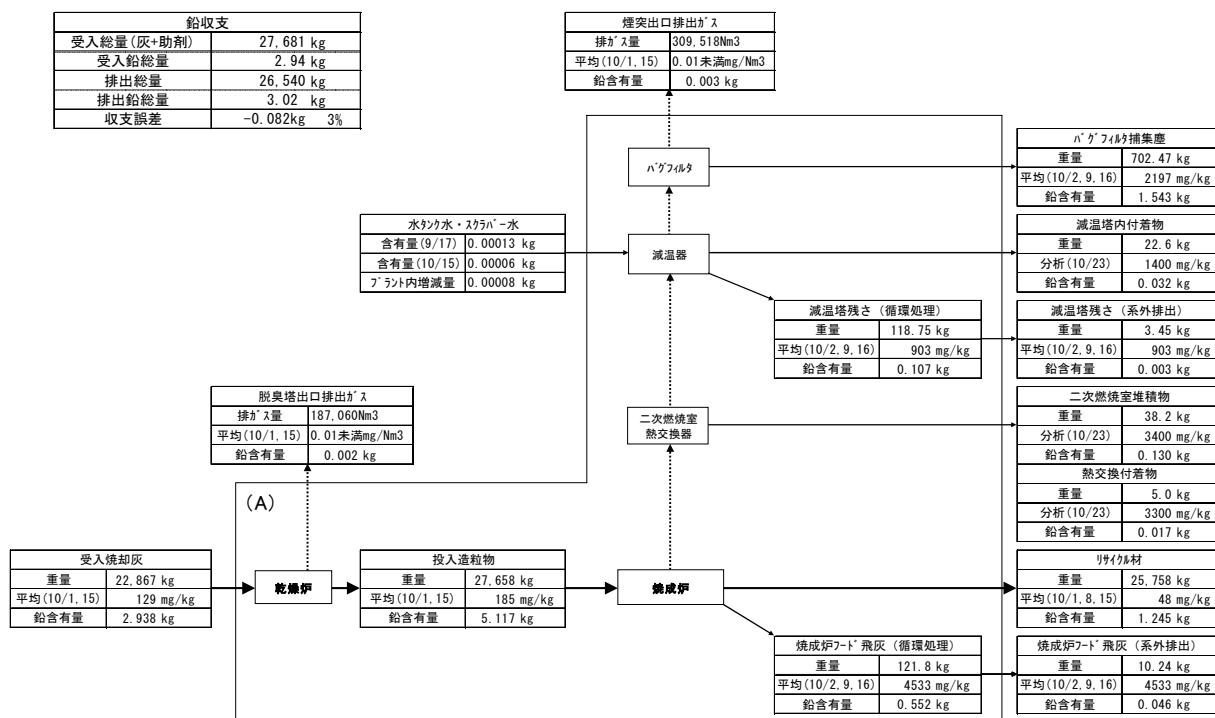 鉛収支
受入総量(灰+助剤) 27,681 kg
受入鉛総量 2.94 kg
排出総量 26,540 kg
排出鉛総量 3.02 kg
収支誤差 -0.082kg 3%
煙突出口排出ｶﾞｽ
排ｶﾞｽ量 309,518Nm3
平均(10/1,15) 0.01未満mg/Nm3
鉛含有量 0.003 kg
ﾊﾞｸﾞﾌｨﾙﾀ
ﾊﾞｸﾞﾌｨﾙﾀ捕集塵
重量 702.47 kg
平均(10/2,9,16) 2197 mg/kg
鉛含有量 1.543 kg
水ﾀﾝｸ水・ｽｸﾗﾊﾞｰ水
含有量(9/17) 0.00013 kg
含有量(10/15) 0.00006 kg
ﾌﾟﾗﾝﾄ内増減量 0.00008 kg
減温器
減温塔内付着物
重量 22.6 kg
分析(10/23) 1400 mg/kg
鉛含有量 0.032 kg
減温塔残さ（循環処理）
重量 118.75 kg
平均(10/2,9,16) 903 mg/kg
鉛含有量 0.107 kg
減温塔残さ（系外排出）
重量 3.45 kg
平均(10/2,9,16) 903 mg/kg
鉛含有量 0.003 kg
脱臭塔出口排出ｶﾞｽ
排ｶﾞｽ量 187,060Nm3
平均(10/1,15) 0.01未満mg/Nm3
鉛含有量 0.002 kg
二次燃焼室
熱交換器
二次燃焼室堆積物
重量 38.2 kg
分析(10/23) 3400 mg/kg
鉛含有量 0.130 kg
熱交換付着物
重量 5.0 kg
分析(10/23) 3300 mg/kg
鉛含有量 0.017 kg
(A)
受入焼却灰
重量 22,867 kg
平均(10/1,15) 129 mg/kg
鉛含有量 2.938 kg
乾燥炉
投入造粒物
重量 27,658 kg
平均(10/1,15) 185 mg/kg
鉛含有量 5.117 kg
焼成炉
ﾘｻｲｸﾙ材
重量 25,758 kg
平均(10/1,8,15) 48 mg/kg
鉛含有量 1.245 kg
焼成炉ﾌｰﾄﾞ飛灰（循環処理）
重量 121.8 kg
平均(10/2,9,16) 4533 mg/kg
鉛含有量 0.552 kg
焼成炉ﾌｰﾄﾞ飛灰（系外排出）
重量 10.24 kg
平均(10/2,9,16) 4533 mg/kg
鉛含有量 0.046 kg